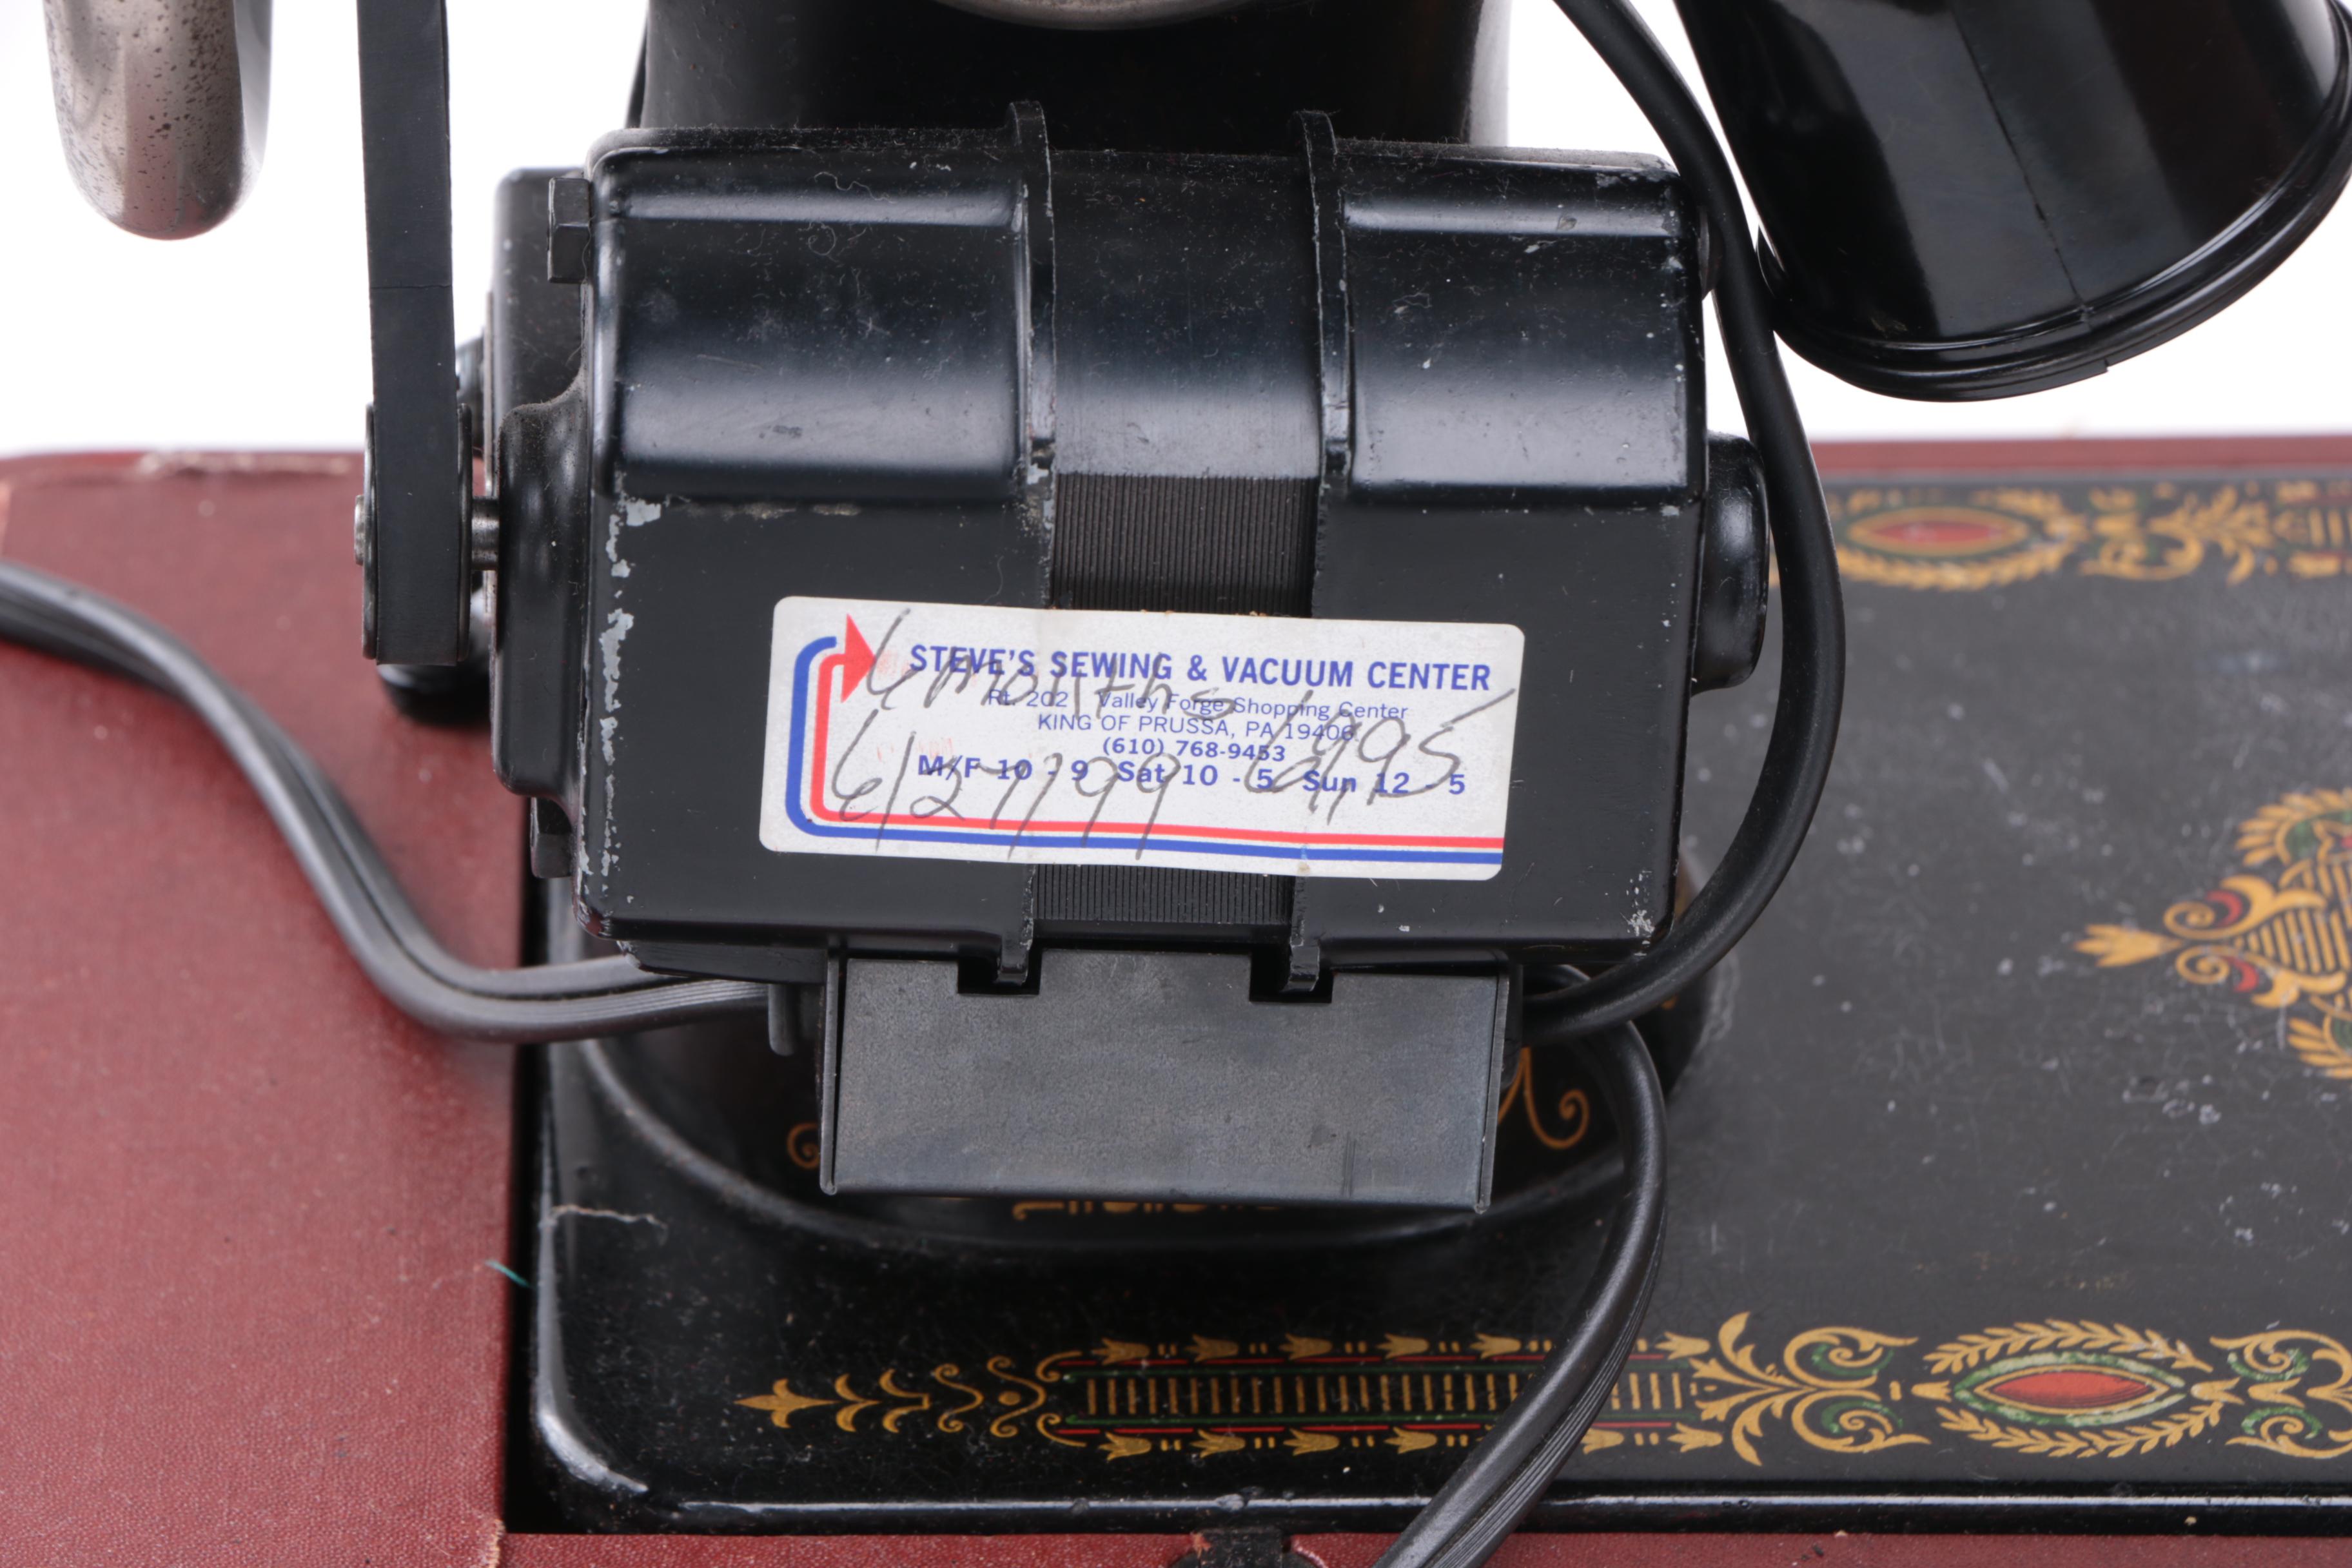 STEVE'S SEWING & VACUUM CENTER
Rt. 202 Valley Forge Shopping Center
6 months
KING OF PRUSSA, PA 19406
(610) 768-9453
M/F 10 - 9 Sat 10 - 5 Sun 12 - 5
6/27/99